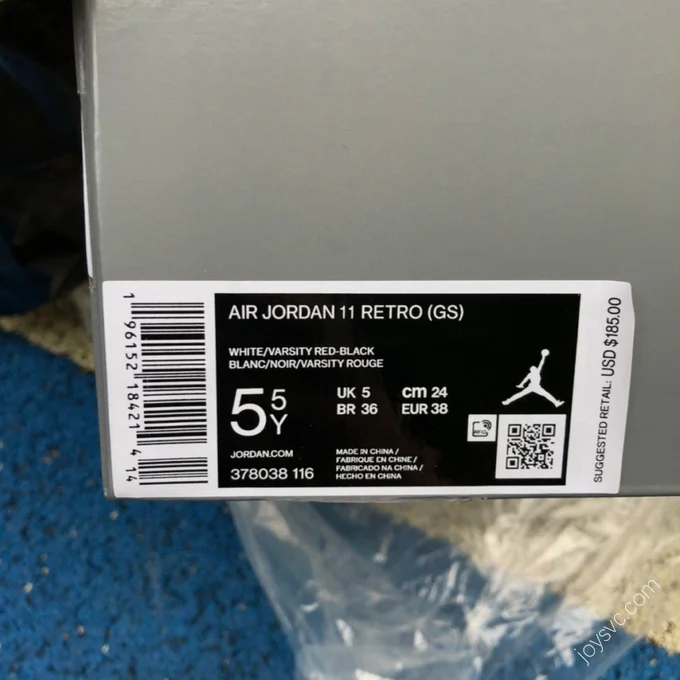 1 96152 18421 4 14
AIR JORDAN 11 RETRO (GS)
WHITE/VARSITY RED-BLACK
BLANC/NOIR/VARSITY ROUGE
5 5 Y
UK 5 cm 24
BR 36 EUR 38
JORDAN.COM
378038 116
MADE IN CHINA /
FABRIQUE EN CHINE /
FABRICADO NA CHINA /
HECHO EN CHINA
SUGGESTED RETAIL: USD $185.00
joysvc.com